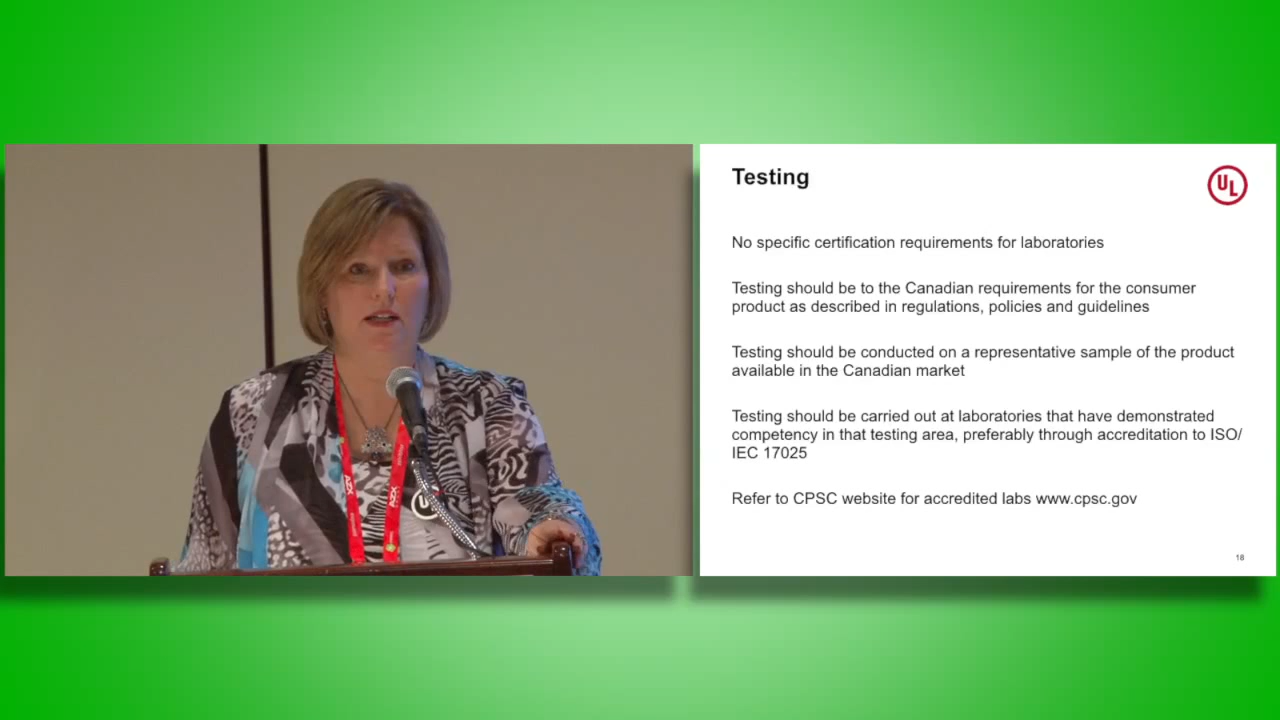 Testing
UL
No specific certification requirements for laboratories
Testing should be to the Canadian requirements for the consumer
product as described in regulations, policies and guidelines
Testing should be conducted on a representative sample of the product
available in the Canadian market
Testing should be carried out at laboratories that have demonstrated
competency in that testing area, preferably through accreditation to ISO/
IEC 17025
Refer to CPSC website for accredited labs www.cpsc.gov
18